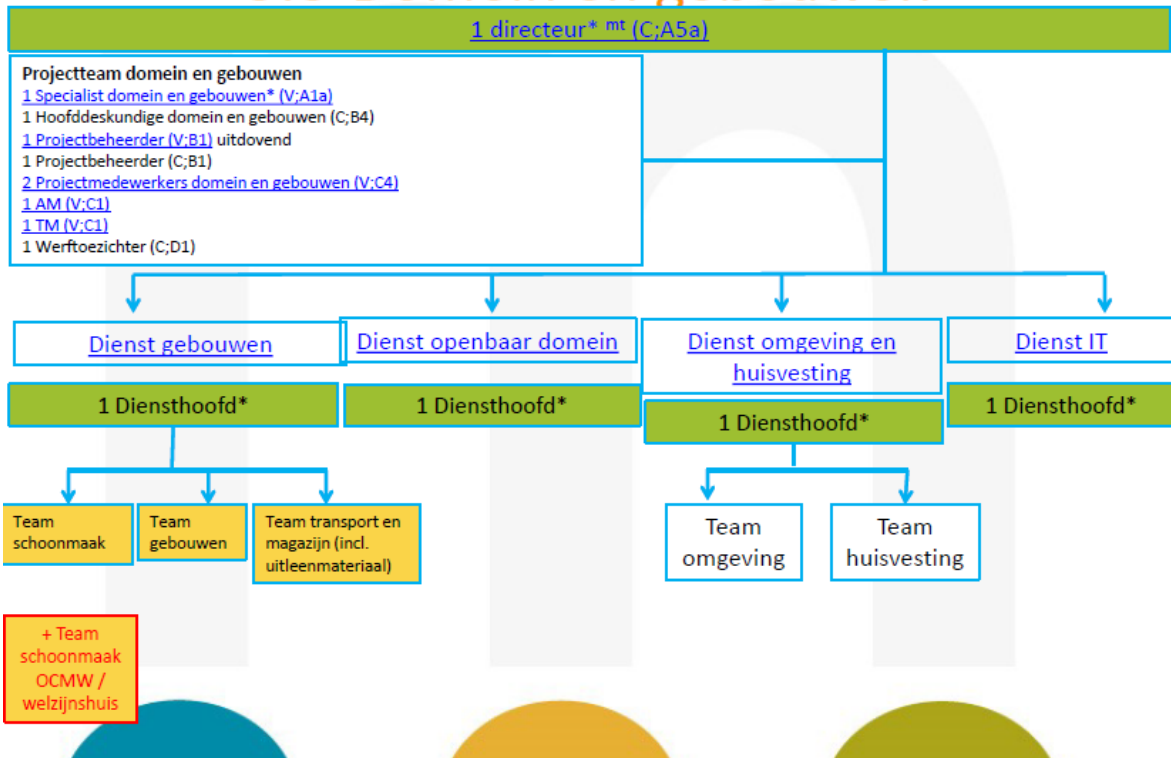 1 directeur* mt (C;A5a)
Projectteam domein en gebouwen
1 Specialist domein en gebouwen* (V;A1a)
1 Hoofddeskundige domein en gebouwen (C;B4)
1 Projectbeheerder (V;B1) uitdovend
1 Projectbeheerder (C;B1)
2 Projectmedewerkers domein en gebouwen (V;C4)
1 AM (V;C1)
1 TM (V;C1)
1 Werftoezichter (C;D1)
Dienst gebouwen
Dienst openbaar domein
Dienst omgeving en
huisvesting
Dienst IT
1 Diensthoofd*
1 Diensthoofd*
1 Diensthoofd*
1 Diensthoofd*
Team
schoonmaak
Team
gebouwen
Team transport en
magazijn (incl.
uitleenmateriaal)
Team
omgeving
Team
huisvesting
+ Team
schoonmaak
OCMW /
welzijnshuis